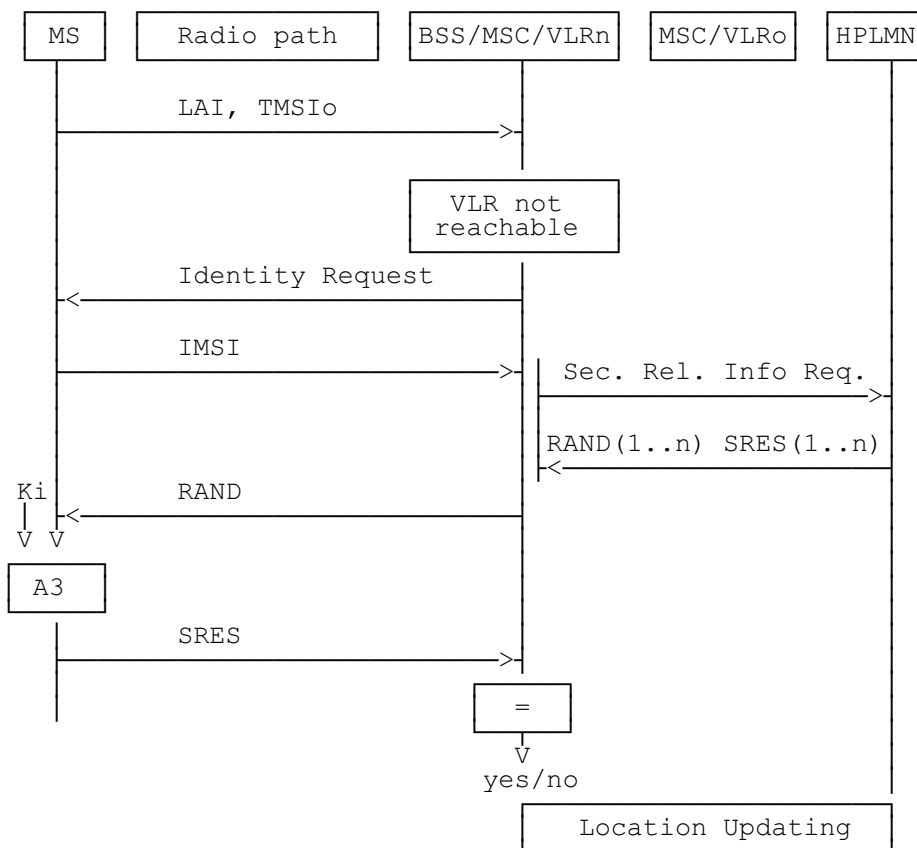 MS Radio path BSS/MSC/VLRn MSC/VLRo HPLMN
LAI, TMSIo
VLR not
reachable
Identity Request
IMSI
Sec. Rel. Info Req.
RAND(1..n) SRES(1..n)
Ki RAND
V V
A3
SRES
=
V
yes/no
Location Updating